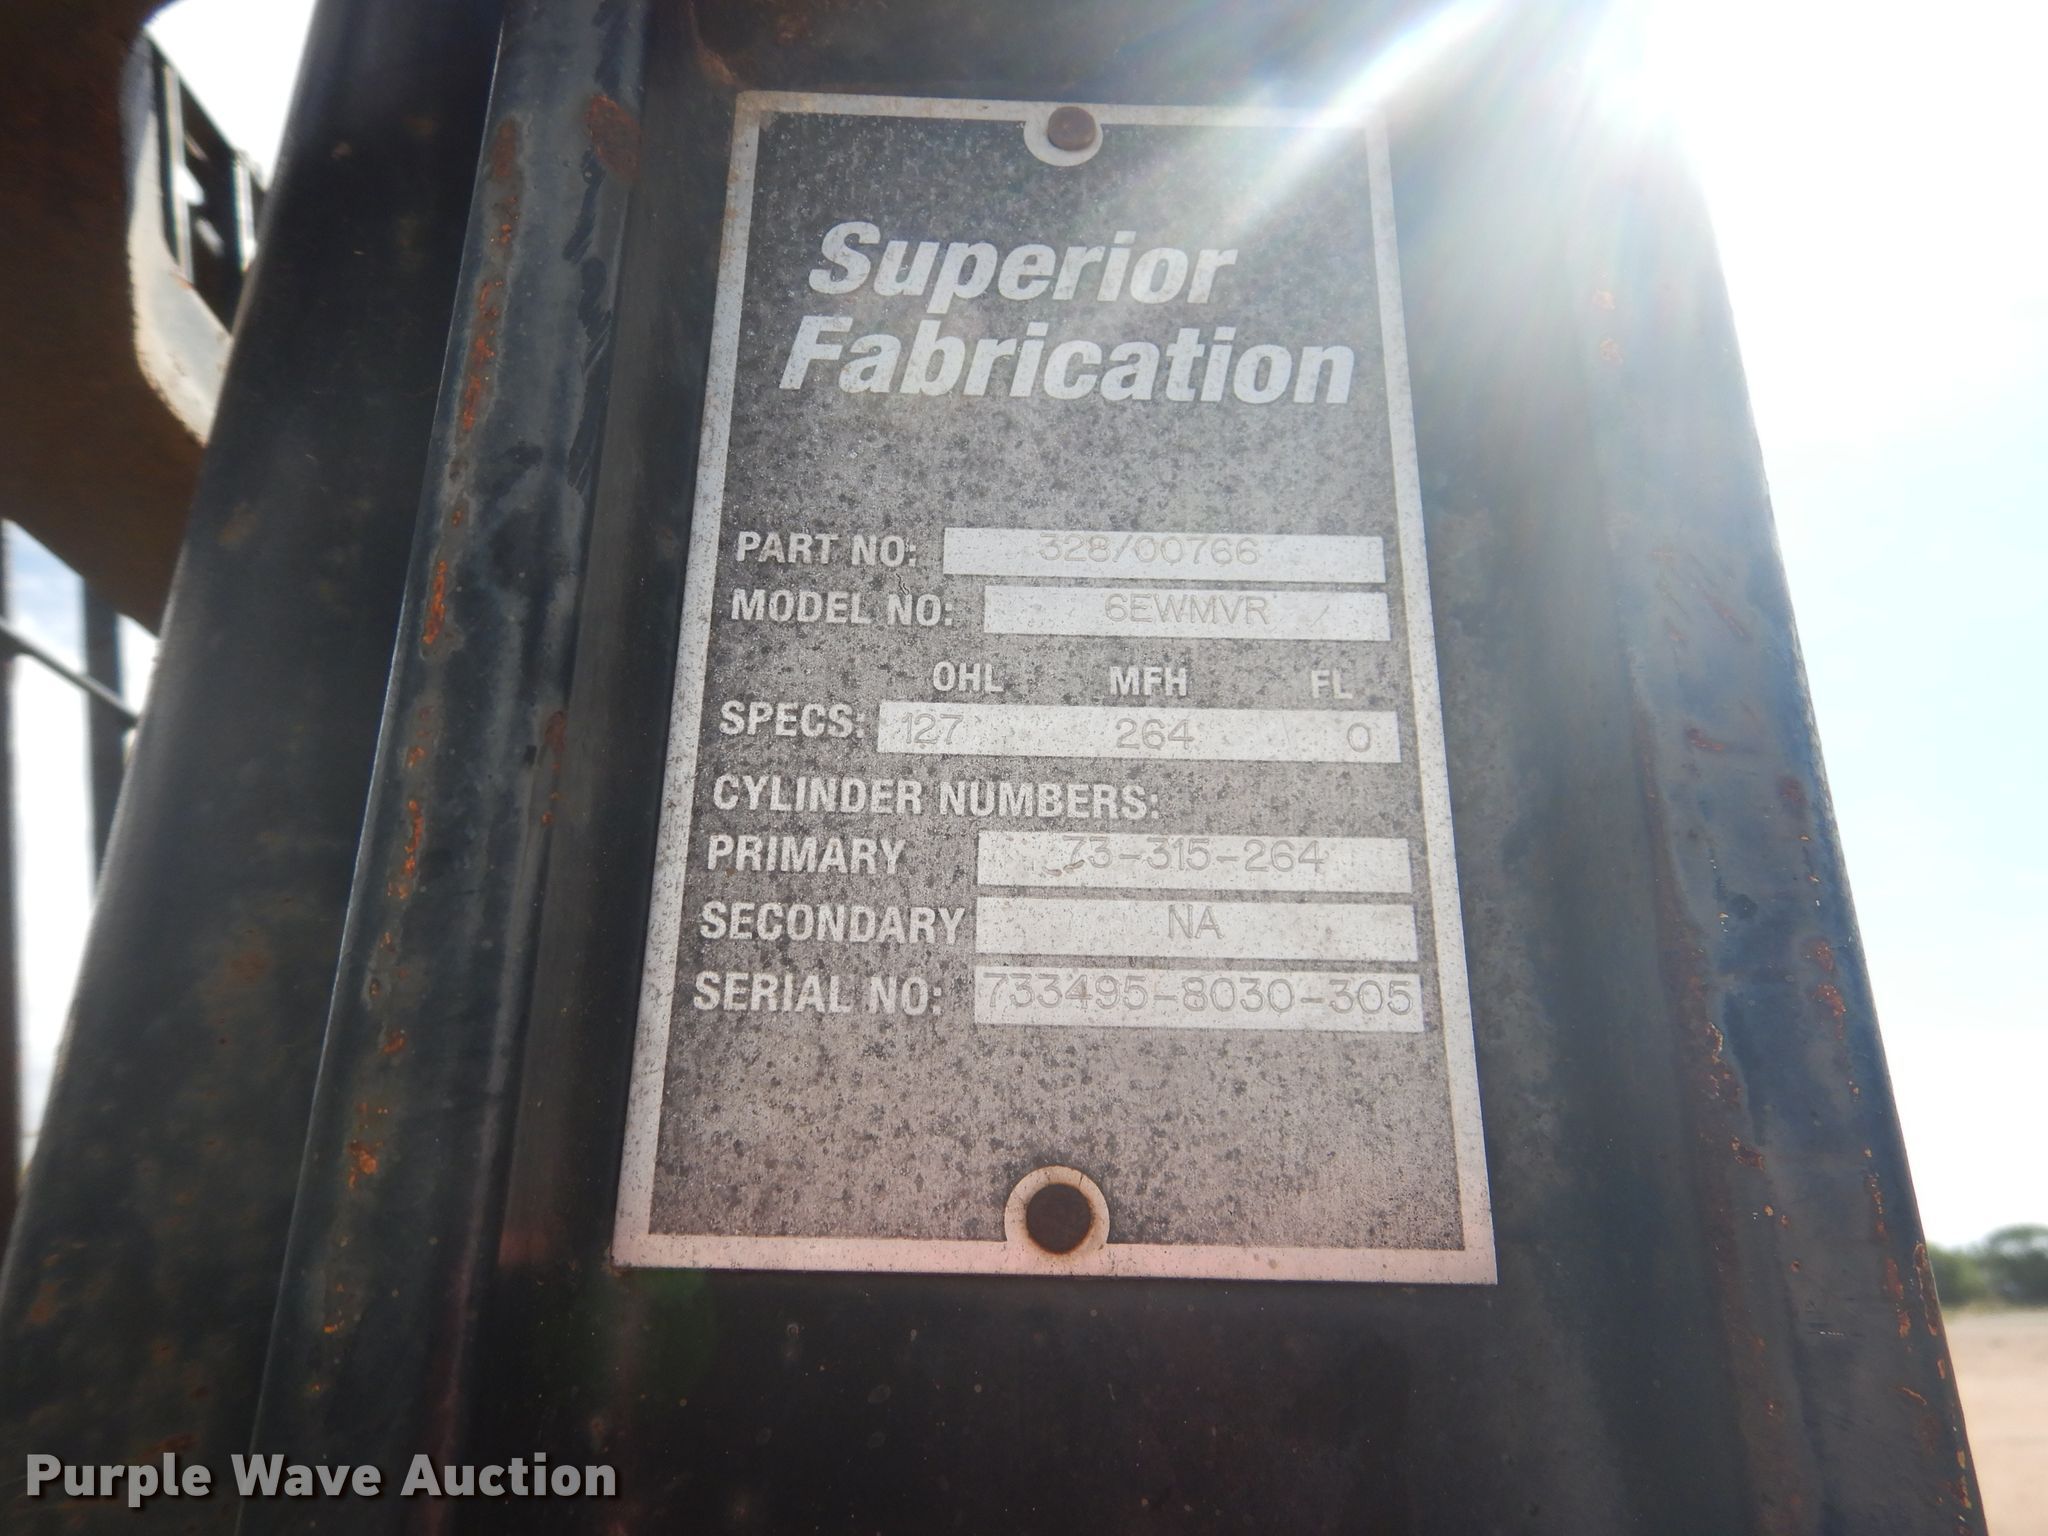 Superior
Fabrication
PART NO: 328/00766
MODEL NO: 6EWMVR
OHL MFH FL
SPECS: 127 264 0
CYLINDER NUMBERS:
PRIMARY 73-315-264
SECONDARY NA
SERIAL NO: 733495-8030-305
Purple Wave Auction